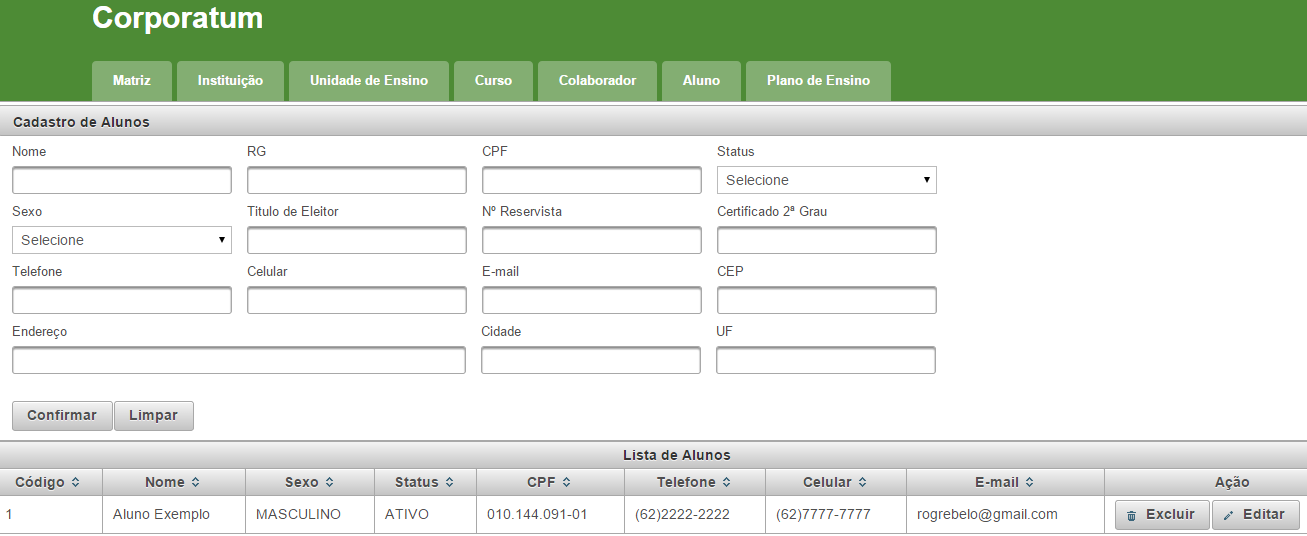 Corporatum
Matriz Instituição Unidade de Ensino Curso Colaborador Aluno Plano de Ensino
Cadastro de Alunos
Nome RG CPF Status
Selecione
Sexo Titulo de Eleitor Nº Reservista Certificado 2ª Grau
Selecione
Telefone Celular E-mail CEP
Endereço Cidade UF
Confirmar Limpar
Lista de Alunos
Código Nome Sexo Status CPF Telefone Celular E-mail Ação
1 Aluno Exemplo MASCULINO ATIVO 010.144.091-01 (62)2222-2222 (62)7777-7777 rogrebelo@gmail.com Excluir Editar